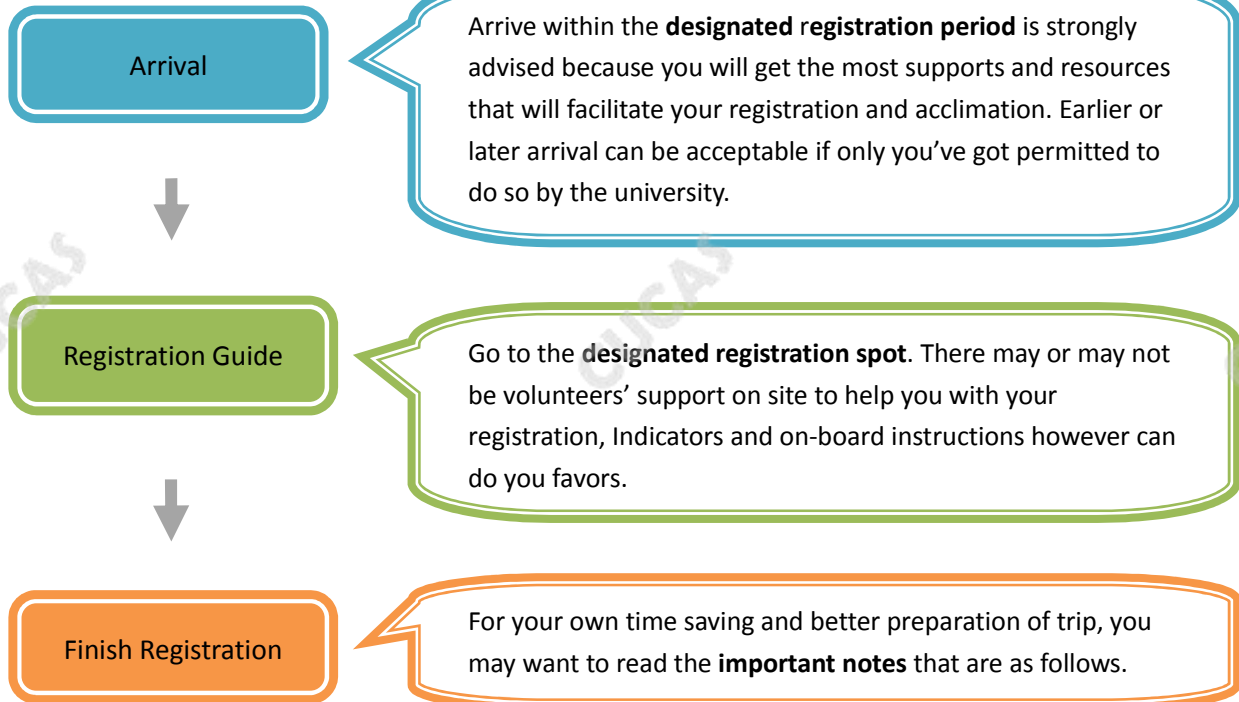 Arrival
Arrive within the designated registration period is strongly
advised because you will get the most supports and resources
that will facilitate your registration and acclimation. Earlier or
later arrival can be acceptable if only you’ve got permitted to
do so by the university.
Registration Guide
Go to the designated registration spot. There may or may not
be volunteers’ support on site to help you with your
registration, Indicators and on-board instructions however can
do you favors.
Finish Registration
For your own time saving and better preparation of trip, you
may want to read the important notes that are as follows.
CUCAS